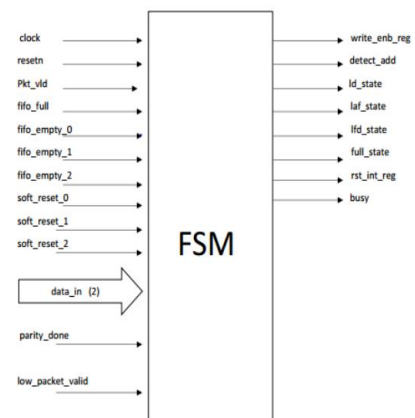 clock
resetn
Pkt_vld
fifo_full
fifo_empty_0
fifo_empty_1
fifo_empty_2
soft_reset_0
soft_reset_1
soft_reset_2
data_in (2)
parity_done
low_packet_valid
FSM
write_enb_reg
detect_add
ld_state
laf_state
lfd_state
full_state
rst_int_reg
busy